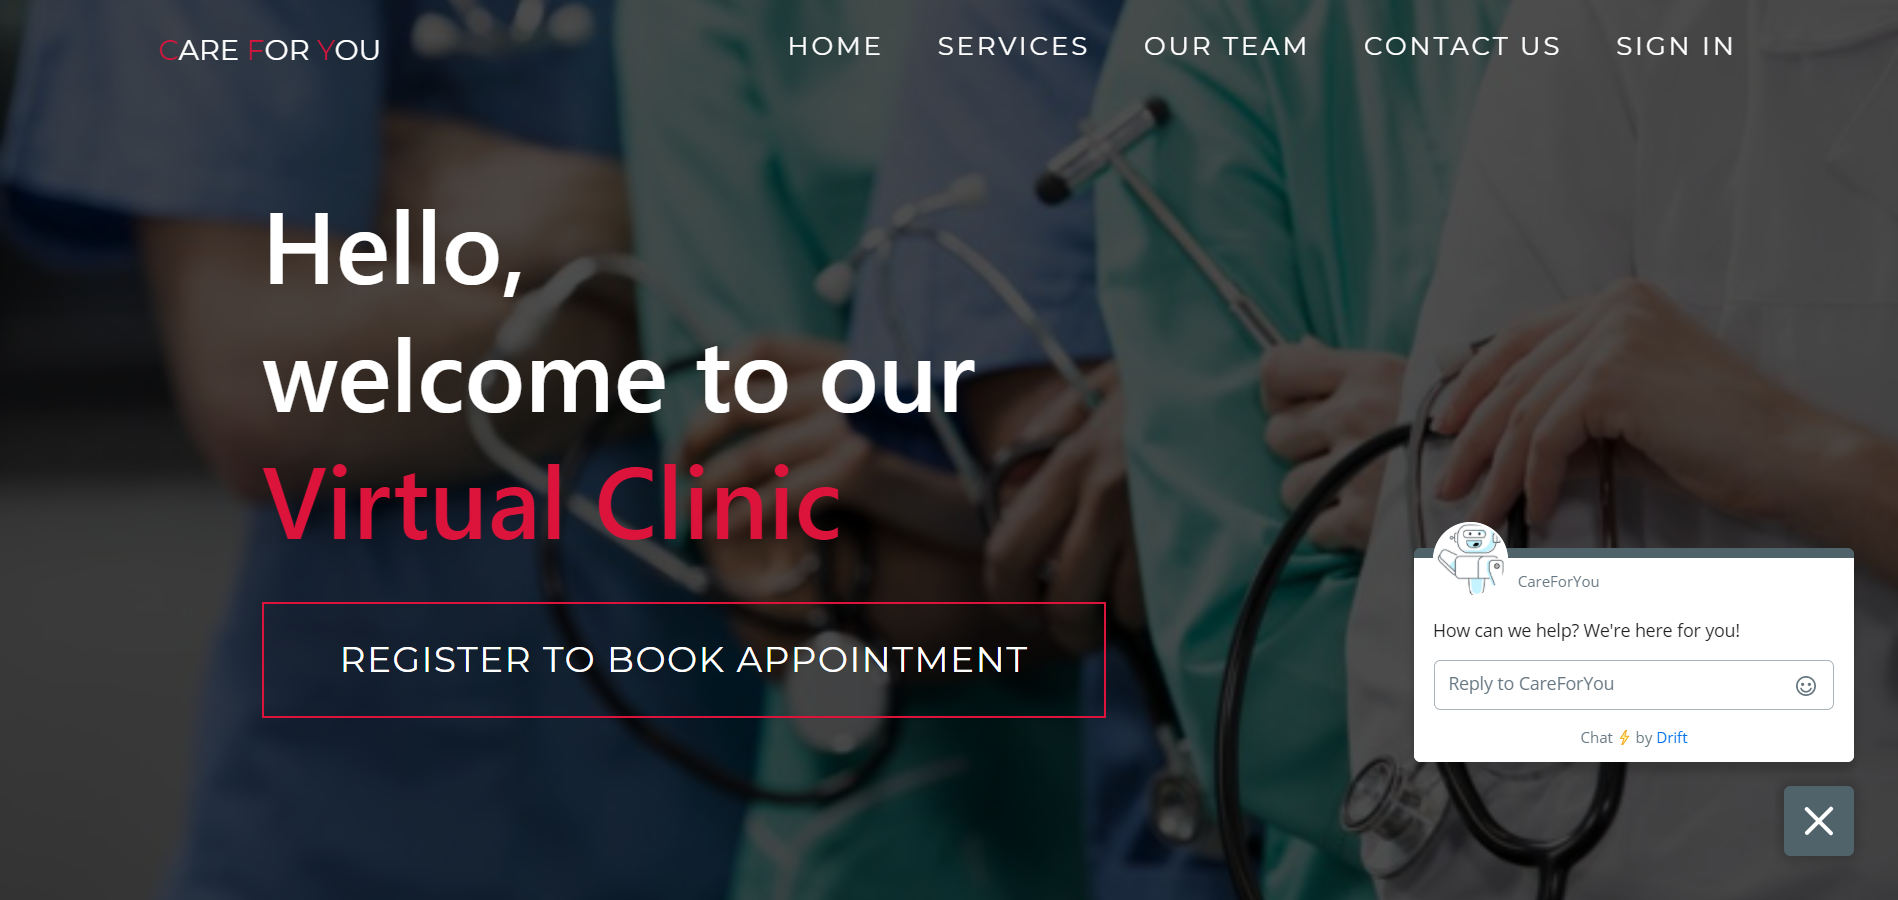 CARE FOR YOU
HOME SERVICES OUR TEAM CONTACT US SIGN IN
Hello,
welcome to our
Virtual Clinic
REGISTER TO BOOK APPOINTMENT
CareForYou
How can we help? We're here for you!
Reply to CareForYou
Chat ⚡ by Drift